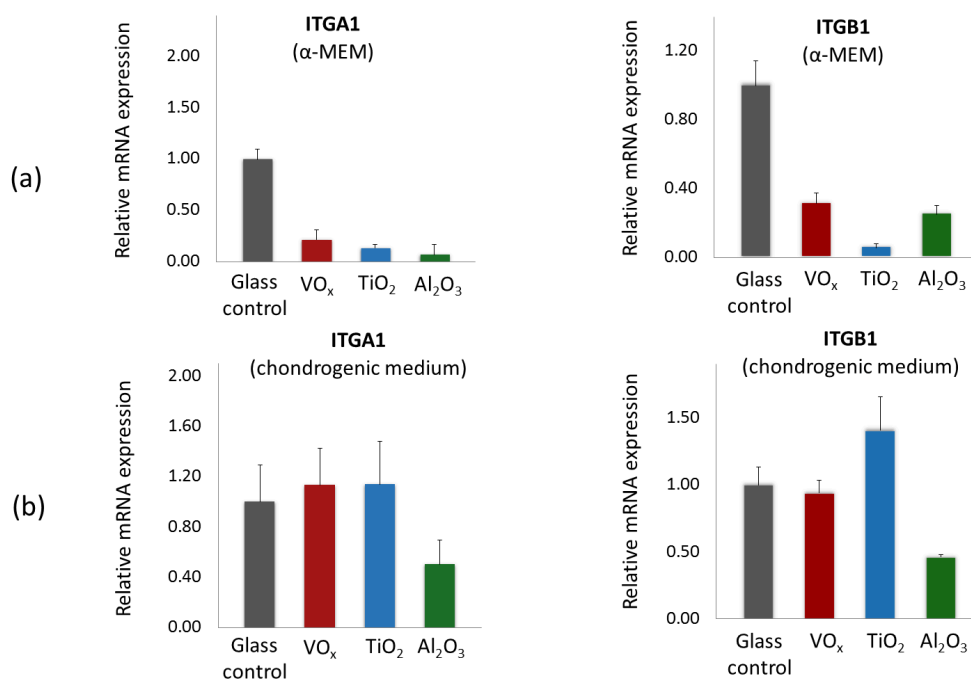 (a)
ITGA1
(α-MEM)
Relative mRNA expression
2.00
1.50
1.00
0.50
0.00
Glass control
VOₓ
TiO₂
Al₂O₃
ITGB1
(α-MEM)
Relative mRNA expression
1.20
0.80
0.40
0.00
Glass control
VOₓ
TiO₂
Al₂O₃
(b)
ITGA1
(chondrogenic medium)
Relative mRNA expression
2.00
1.60
1.20
0.80
0.40
0.00
Glass control
VOₓ
TiO₂
Al₂O₃
ITGB1
(chondrogenic medium)
Relative mRNA expression
1.50
1.00
0.50
0.00
Glass control
VOₓ
TiO₂
Al₂O₃